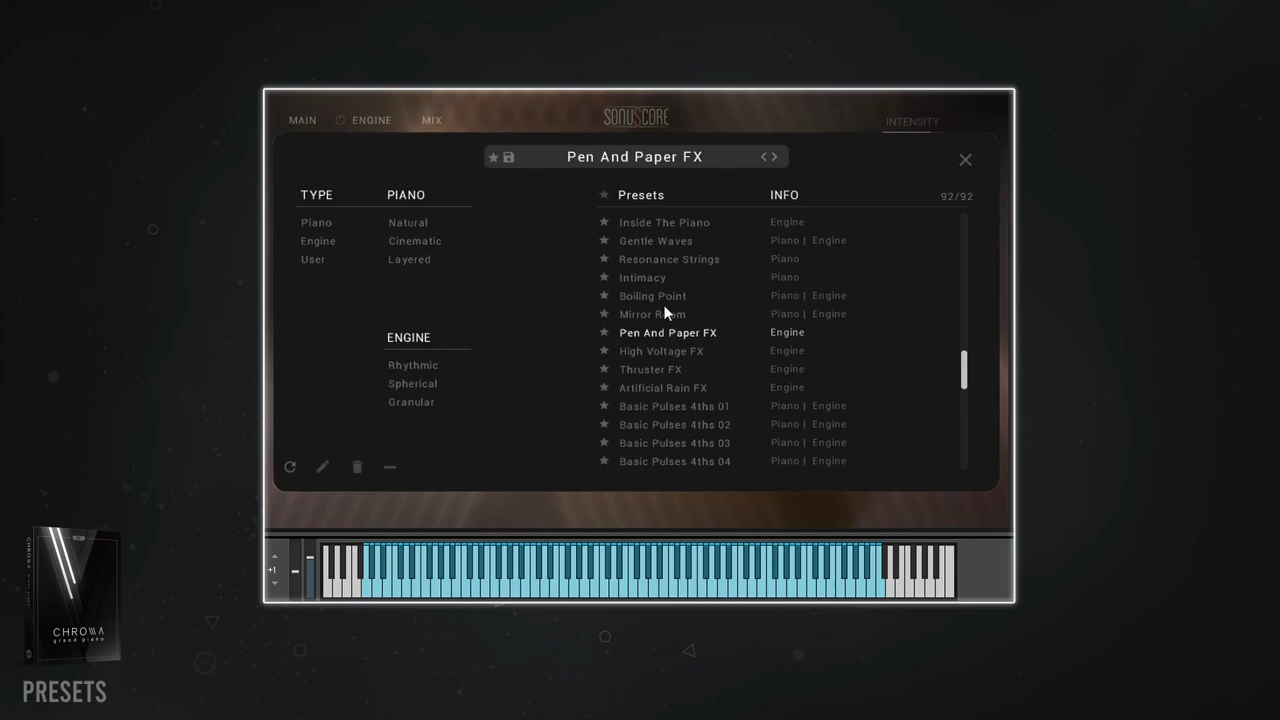 MAIN ENGINE MIX SONUSCORE INTENSITY
Pen And Paper FX
TYPE PIANO Presets INFO 92/92
Piano Natural Inside The Piano Engine
Engine Cinematic Gentle Waves Piano | Engine
User Layered Resonance Strings Piano
Intimacy Piano
Boiling Point Piano | Engine
Mirror Room Piano | Engine
ENGINE Pen And Paper FX Engine
High Voltage FX Engine
Rhythmic Thruster FX Engine
Spherical Artificial Rain FX Engine
Granular Basic Pulses 4ths 01 Piano | Engine
Basic Pulses 4ths 02 Piano | Engine
Basic Pulses 4ths 03 Piano | Engine
Basic Pulses 4ths 04 Piano | Engine
+1
CHROMA
grand piano
PRESETS